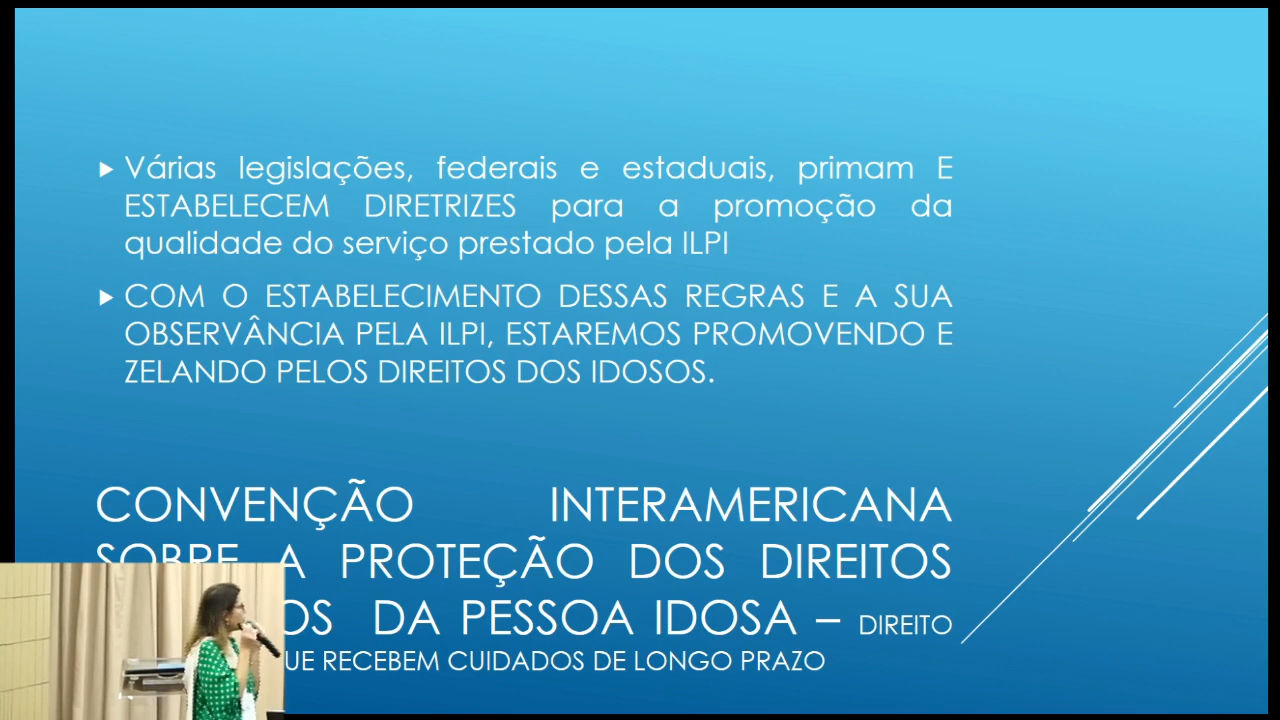 Várias legislações, federais e estaduais, primam E
ESTABELECEM DIRETRIZES para a promoção da
qualidade do serviço prestado pela ILPI
COM O ESTABELECIMENTO DESSAS REGRAS E A SUA
OBSERVÂNCIA PELA ILPI, ESTAREMOS PROMOVENDO E
ZELANDO PELOS DIREITOS DOS IDOSOS.
CONVENÇÃO INTERAMERICANA
SOBRE A PROTEÇÃO DOS DIREITOS
DA PESSOA IDOSA – DIREITO
RECEBEM CUIDADOS DE LONGO PRAZO